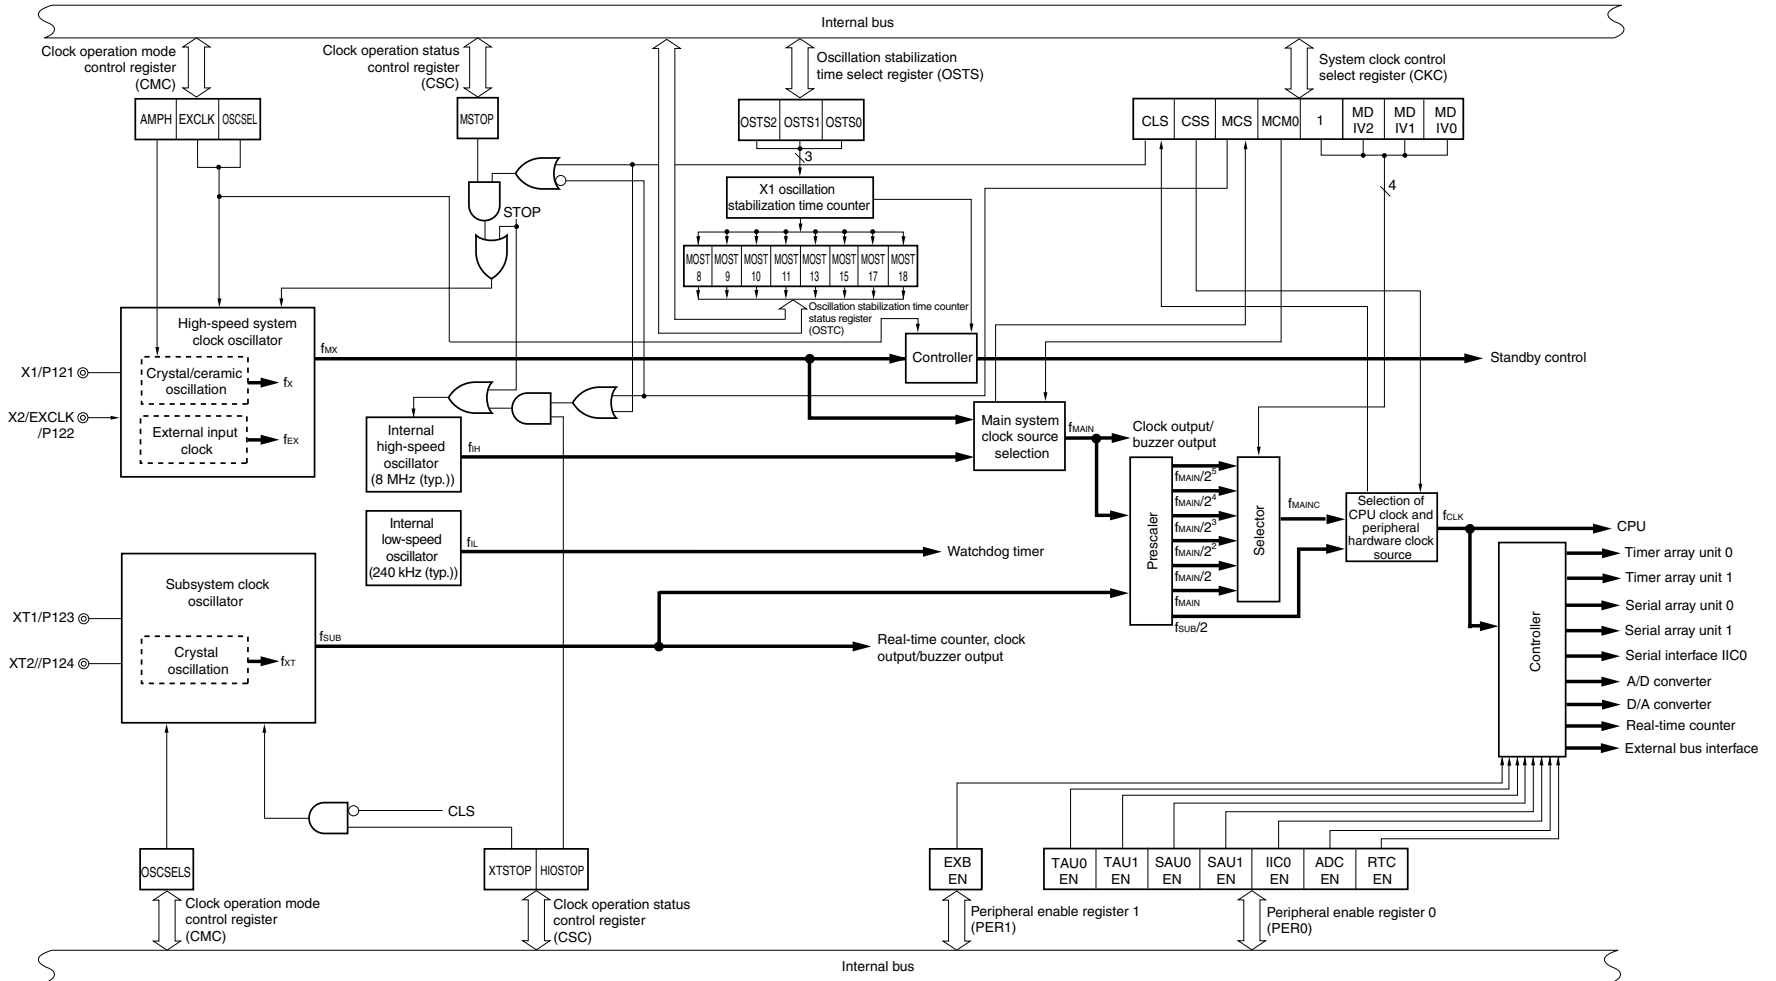 Internal bus
Clock operation mode
control register
(CMC)
Clock operation status
control register
(CSC)
Oscillation stabilization
time select register (OSTS)
System clock control
select register (CKC)
AMPH EXCLK OSCSEL
MSTOP
OSTS2 OSTS1 OSTS0
CLS CSS MCS MCM0 1 MD IV2 MD IV1 MD IV0
3
4
X1 oscillation
stabilization time counter
STOP
MOST 8 MOST 9 MOST 10 MOST 11 MOST 13 MOST 15 MOST 17 MOST 18
Oscillation stabilization time counter
status register
(OSTC)
High-speed system
clock oscillator
fMX
Controller
Standby control
X1/P121
Crystal/ceramic
oscillation
fX
X2/EXCLK
/P122
External input
clock
fEX
Internal
high-speed
oscillator
(8 MHz (typ.))
fIH
Main system
clock source
selection
fMAIN
Clock output/
buzzer output
Prescaler
fMAIN/2⁵
fMAIN/2⁴
fMAIN/2³
fMAIN/2²
fMAIN/2
fMAIN
fSUB/2
Selector
fMAINC
Selection of
CPU clock and
peripheral
hardware clock
source
fCLK
CPU
Internal
low-speed
oscillator
(240 kHz (typ.))
fIL
Watchdog timer
Subsystem clock
oscillator
XT1/P123
XT2//P124
Crystal
oscillation
fXT
fSUB
Real-time counter, clock
output/buzzer output
Controller
Timer array unit 0
Timer array unit 1
Serial array unit 0
Serial array unit 1
Serial interface IIC0
A/D converter
D/A converter
Real-time counter
External bus interface
CLS
OSCSELS
XTSTOP HIOSTOP
EXB EN
TAU0 EN TAU1 EN SAU0 EN SAU1 EN IIC0 EN ADC EN RTC EN
Clock operation mode
control register
(CMC)
Clock operation status
control register
(CSC)
Peripheral enable register 1
(PER1)
Peripheral enable register 0
(PER0)
Internal bus